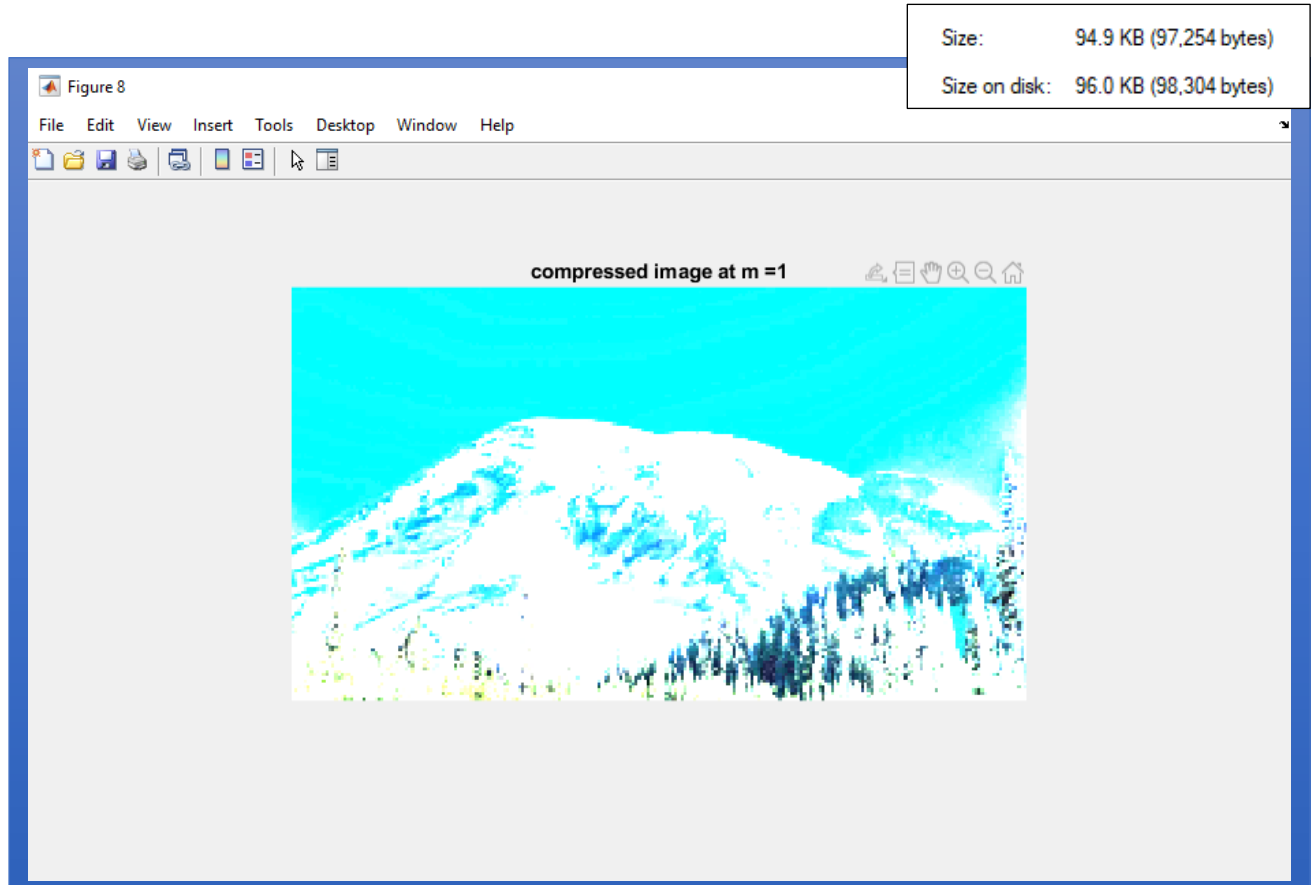 Size: 94.9 KB (97,254 bytes)
Size on disk: 96.0 KB (98,304 bytes)
Figure 8
File Edit View Insert Tools Desktop Window Help
compressed image at m =1